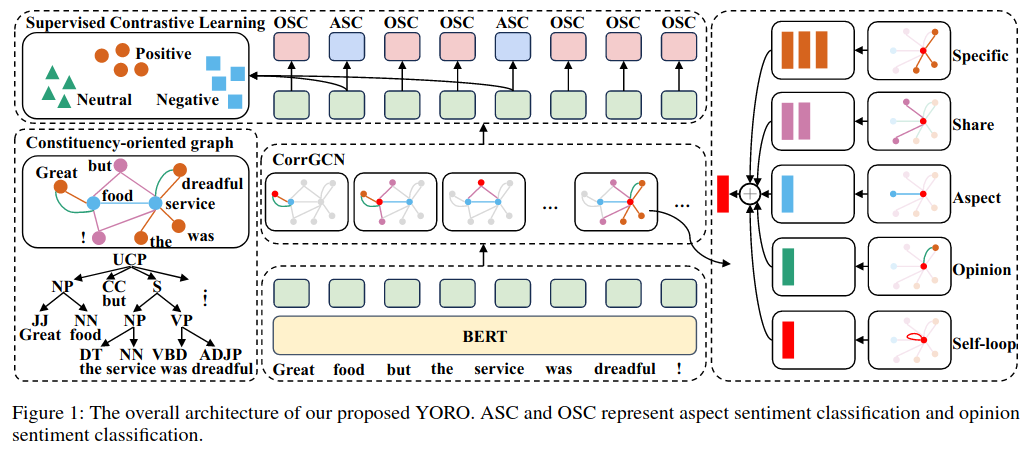 Supervised Contrastive Learning
OSC ASC OSC OSC ASC OSC OSC OSC
Positive
Neutral
Negative
Constituency-oriented graph
but
Great
food
dreadful
service
was
!
the
UCP
NP CC S .
but !
JJ NN NP VP
Great food
DT NN VBD ADJP
the service was dreadful
CorrGCN
... ...
BERT
Great food but the service was dreadful !
Specific
Share
Aspect
Opinion
Self-loop
Figure 1: The overall architecture of our proposed YORO. ASC and OSC represent aspect sentiment classification and opinion
sentiment classification.